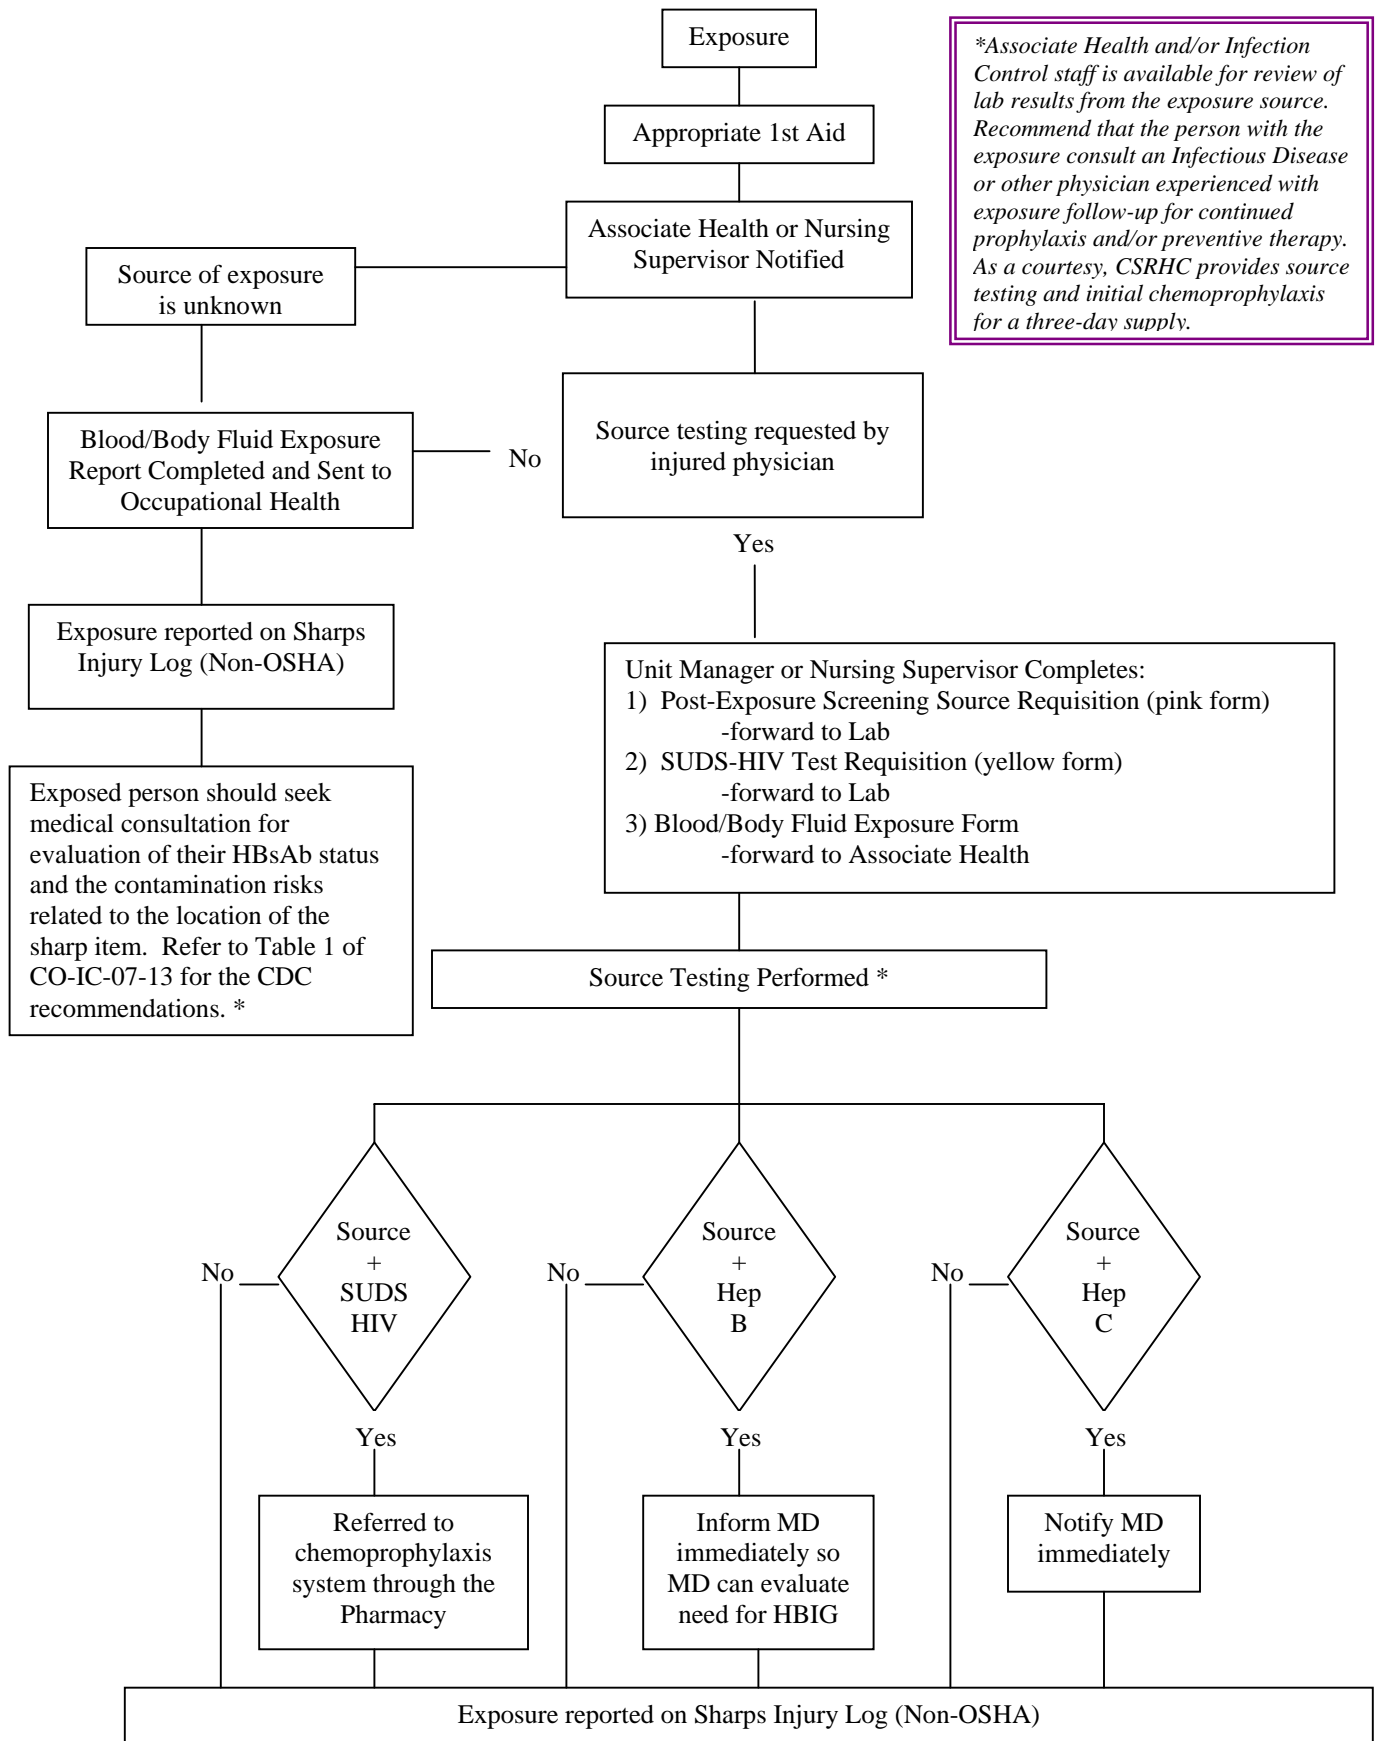 Exposure
*Associate Health and/or Infection
Control staff is available for review of
lab results from the exposure source.
Recommend that the person with the
exposure consult an Infectious Disease
or other physician experienced with
exposure follow-up for continued
prophylaxis and/or preventive therapy.
As a courtesy, CSRHC provides source
testing and initial chemoprophylaxis
for a three-day supply.
Appropriate 1st Aid
Associate Health or Nursing
Supervisor Notified
Source of exposure
is unknown
Blood/Body Fluid Exposure
Report Completed and Sent to
Occupational Health
No
Source testing requested by
injured physician
Yes
Exposure reported on Sharps
Injury Log (Non-OSHA)
Unit Manager or Nursing Supervisor Completes:
1) Post-Exposure Screening Source Requisition (pink form)
-forward to Lab
2) SUDS-HIV Test Requisition (yellow form)
-forward to Lab
3) Blood/Body Fluid Exposure Form
-forward to Associate Health
Exposed person should seek
medical consultation for
evaluation of their HBsAb status
and the contamination risks
related to the location of the
sharp item. Refer to Table 1 of
CO-IC-07-13 for the CDC
recommendations. *
Source Testing Performed *
No
Source
+
SUDS
HIV
No
Source
+
Hep
B
No
Source
+
Hep
C
Yes
Yes
Yes
Referred to
chemoprophylaxis
system through the
Pharmacy
Inform MD
immediately so
MD can evaluate
need for HBIG
Notify MD
immediately
Exposure reported on Sharps Injury Log (Non-OSHA)